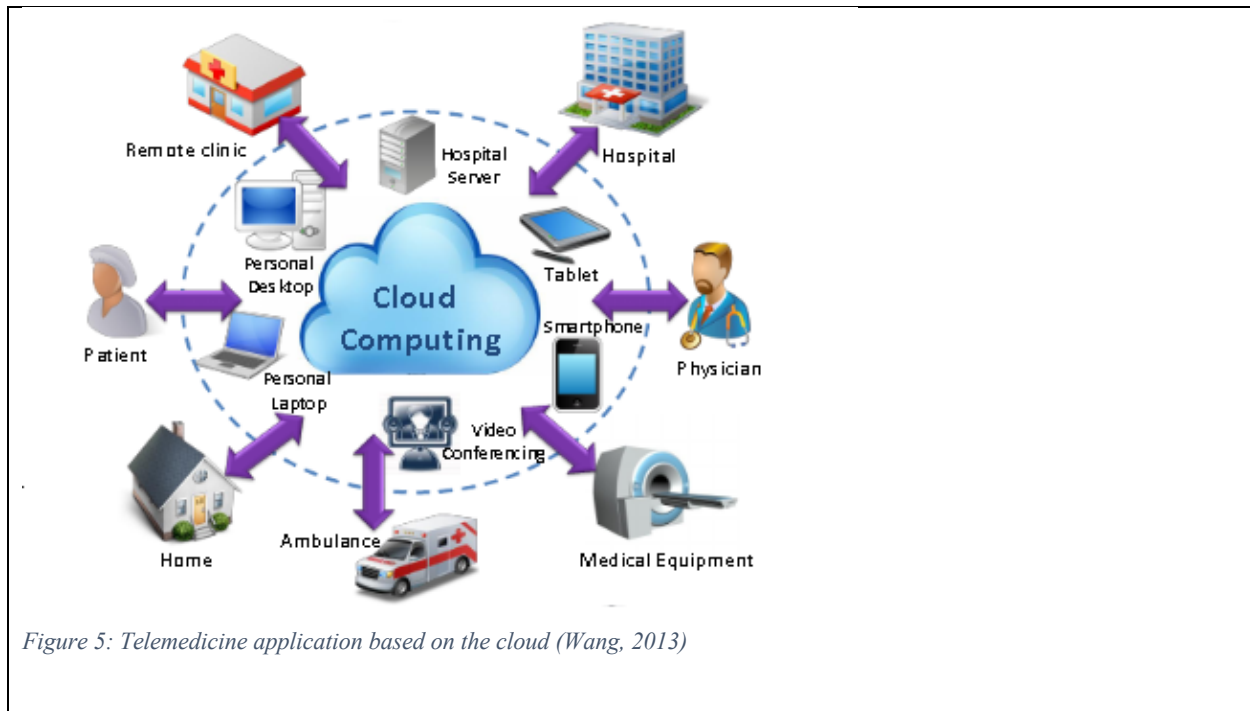 Remote clinic
Hospital
Server
Hospital
Personal
Desktop
Tablet
Cloud
Computing
Patient
Smartphone
Physician
Personal
Laptop
Video
Conferencing
Home
Ambulance
Medical Equipment
.
Figure 5: Telemedicine application based on the cloud (Wang, 2013)